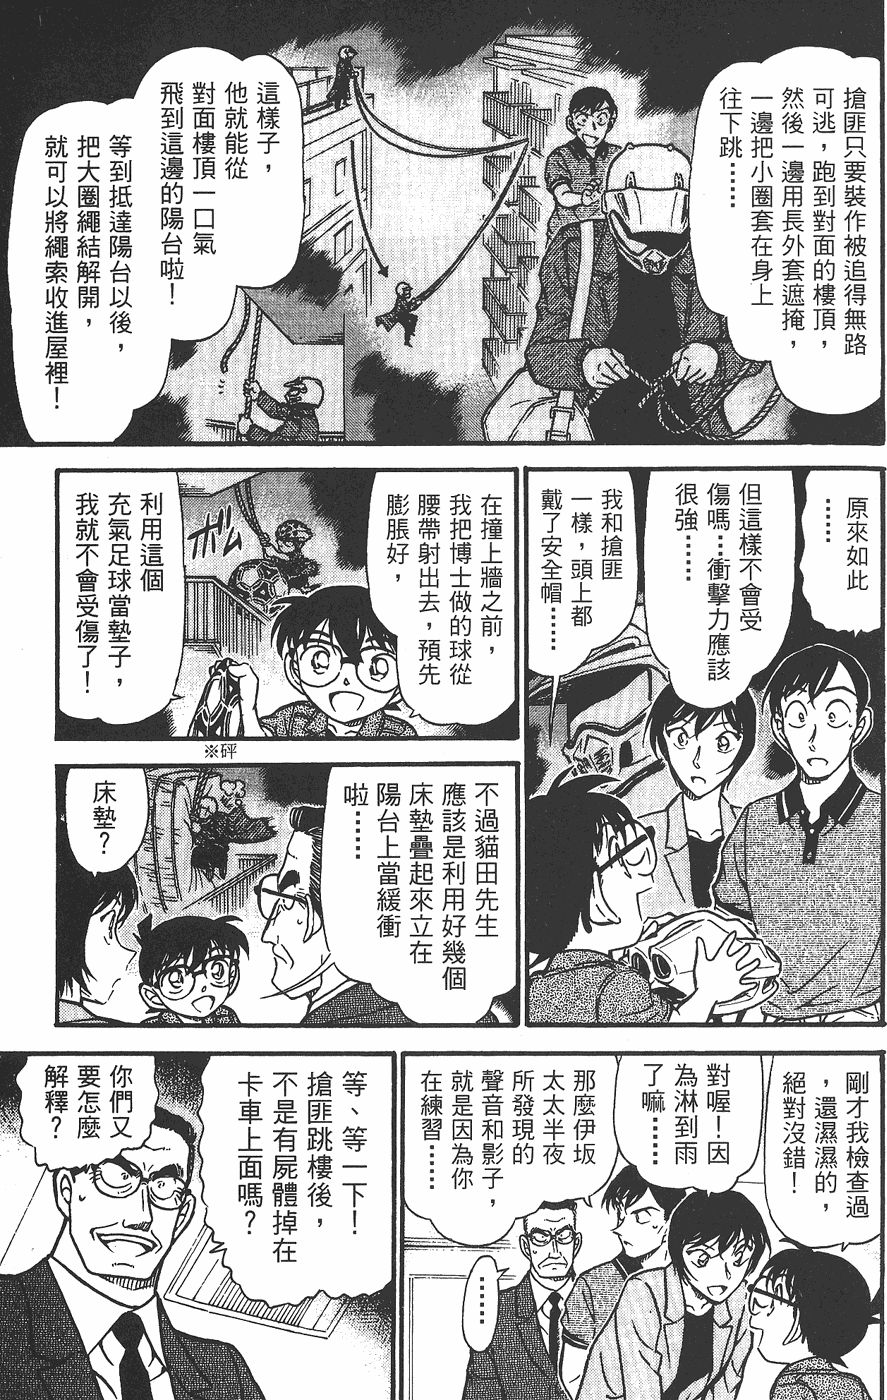 搶匪只要裝作被追得無路
可逃，跑到對面的樓頂，
然後一邊用長外套遮掩，
一邊把小圈套在身上
往下跳……
這樣子，
他就能從
對面樓頂一口氣
飛到這邊的陽台啦！
等到抵達陽台以後，
把大圈繩結解開，
就可以將繩索收進屋裡！
原來如此
……
但這樣不會受
傷嗎…衝擊力應該
很強……
我和搶匪
一樣，頭上都
戴了安全帽……
在撞上牆之前，
我把博士做的球從
腰帶射出去，預先
膨脹好，
利用這個
充氣足球當墊子，
我就不會受傷了！
ボム
※砰
不過貓田先生
應該是利用好幾個
床墊疊起來立在
陽台上當緩衝
啦……
床墊？
剛才我檢查過
，還濕濕的，
絕對沒錯！
對喔！因
為淋到雨
了嘛……
那麼伊坂
太太半夜
所發現的
聲音和影子，
就是因為你
在練習……
……
等、等一下！
搶匪跳樓後，
不是有屍體掉在
卡車上面嗎？
你們又
要怎麼
解釋？